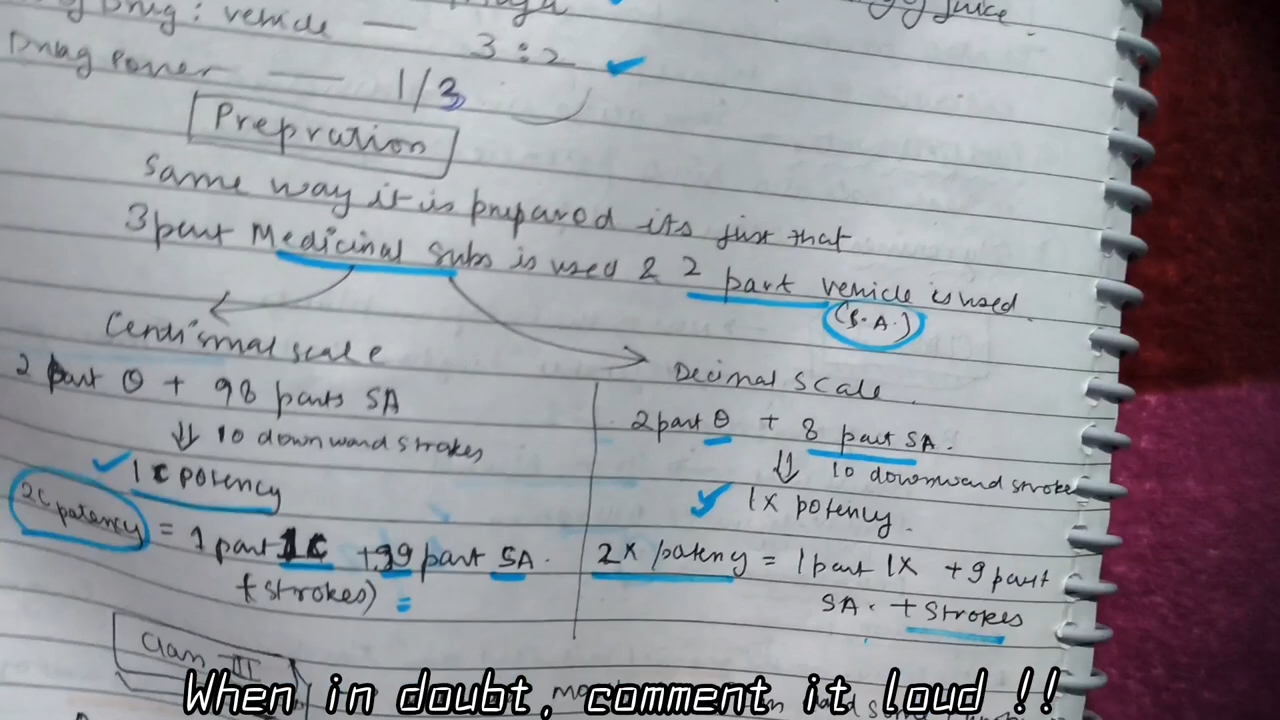 Drug : vehicle — 3 : 2
Drug Power — 1/3
Prepration
Same way it is prepared its just that
3 part Medicinal Subs is used & 2 part vehicle is used
(S.A.)
Centismal scale
2 part θ + 98 parts SA
10 downward strokes
1C potency
2C potency = 1 part 1C + 99 part SA.
+ strokes)
Decimal Scale
2 part θ + 8 part SA.
10 downward stroke
1X potency.
2X potency = 1 part 1X + 9 part
SA. + Strokes
Class III
When in doubt, comment it loud !!